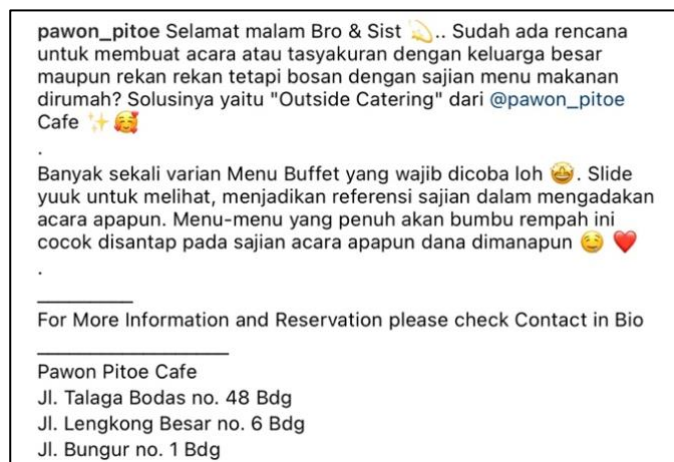 pawon_pitoe Selamat malam Bro & Sist 💫.. Sudah ada rencana
untuk membuat acara atau tasyakuran dengan keluarga besar
maupun rekan rekan tetapi bosan dengan sajian menu makanan
dirumah? Solusinya yaitu "Outside Catering" dari @pawon_pitoe
Cafe ✨🥰
.
Banyak sekali varian Menu Buffet yang wajib dicoba loh 🤩. Slide
yuuk untuk melihat, menjadikan referensi sajian dalam mengadakan
acara apapun. Menu-menu yang penuh akan bumbu rempah ini
cocok disantap pada sajian acara apapun dana dimanapun 🤤 ❤️
.
__________
For More Information and Reservation please check Contact in Bio
____________________
Pawon Pitoe Cafe
Jl. Talaga Bodas no. 48 Bdg
Jl. Lengkong Besar no. 6 Bdg
Jl. Bungur no. 1 Bdg